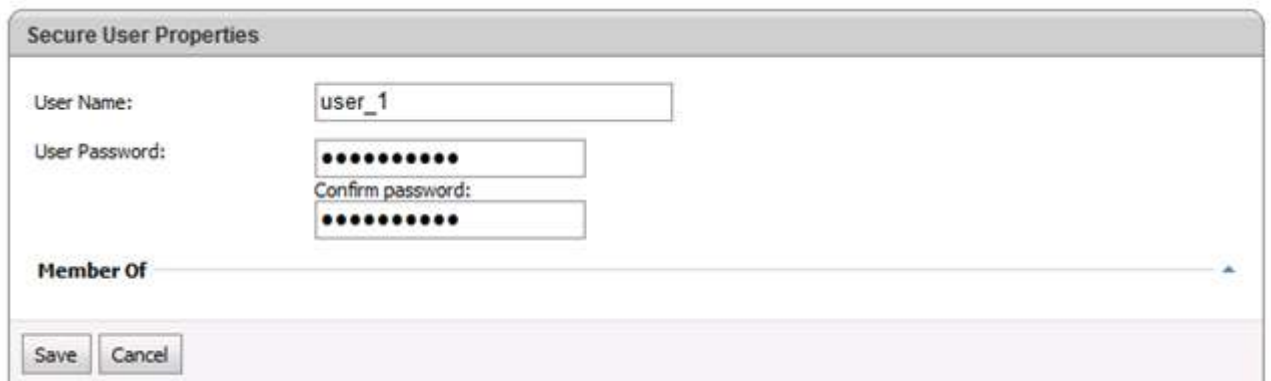 Secure User Properties
User Name: user_1
User Password: ●●●●●●●●●●
Confirm password:
●●●●●●●●●●
Member Of
Save Cancel